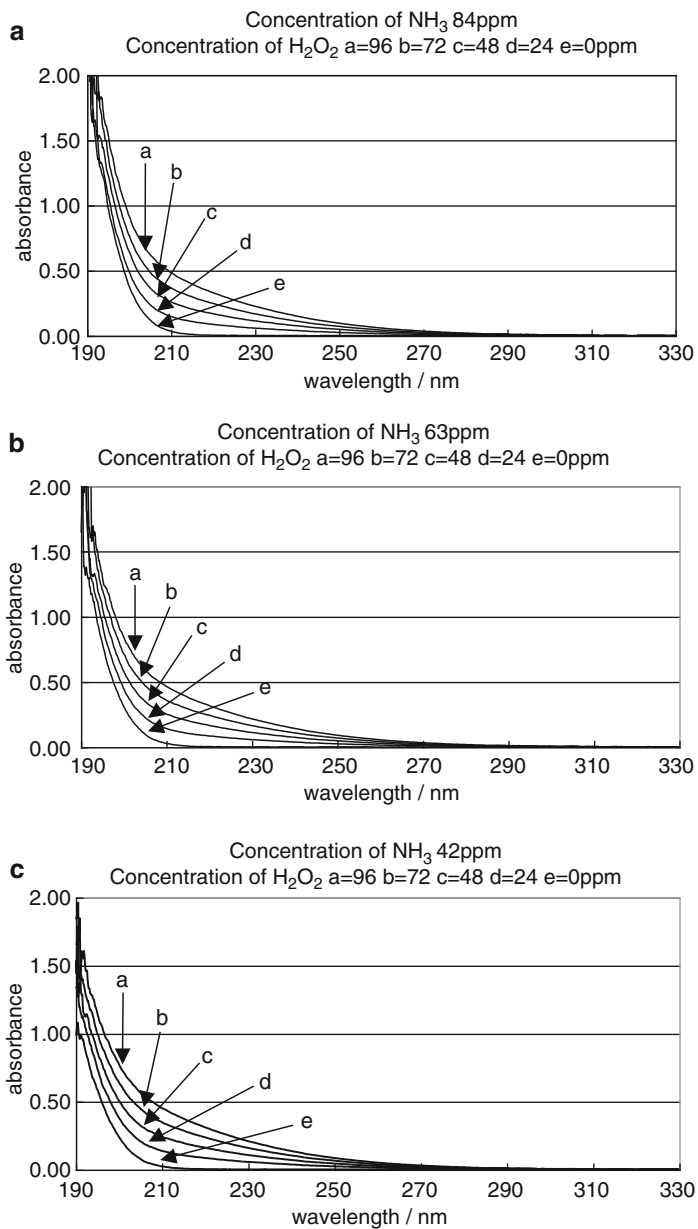 a
Concentration of NH₃ 84ppm
Concentration of H₂O₂ a=96 b=72 c=48 d=24 e=0ppm
absorbance
2.00
1.50
1.00
0.50
0.00
a
b
c
d
e
190 210 230 250 270 290 310 330
wavelength / nm
b
Concentration of NH₃ 63ppm
Concentration of H₂O₂ a=96 b=72 c=48 d=24 e=0ppm
absorbance
2.00
1.50
1.00
0.50
0.00
a
b
c
d
e
190 210 230 250 270 290 310 330
wavelength / nm
c
Concentration of NH₃ 42ppm
Concentration of H₂O₂ a=96 b=72 c=48 d=24 e=0ppm
absorbance
2.00
1.50
1.00
0.50
0.00
a
b
c
d
e
190 210 230 250 270 290 310 330
wavelength / nm